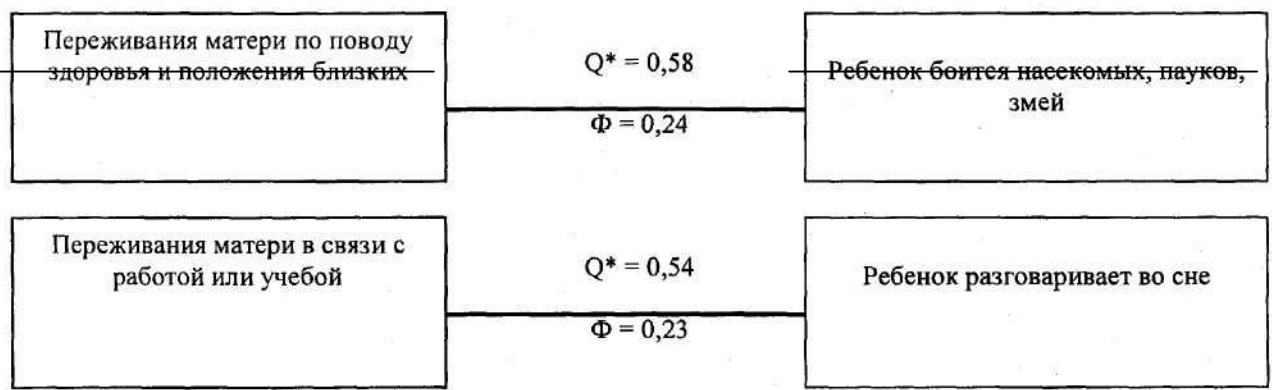 Переживания матери по поводу
здоровья и положения близких
Q* = 0,58
Ф = 0,24
Ребенок боится насекомых, пауков,
змей
Переживания матери в связи с
работой или учебой
Q* = 0,54
Ф = 0,23
Ребенок разговаривает во сне